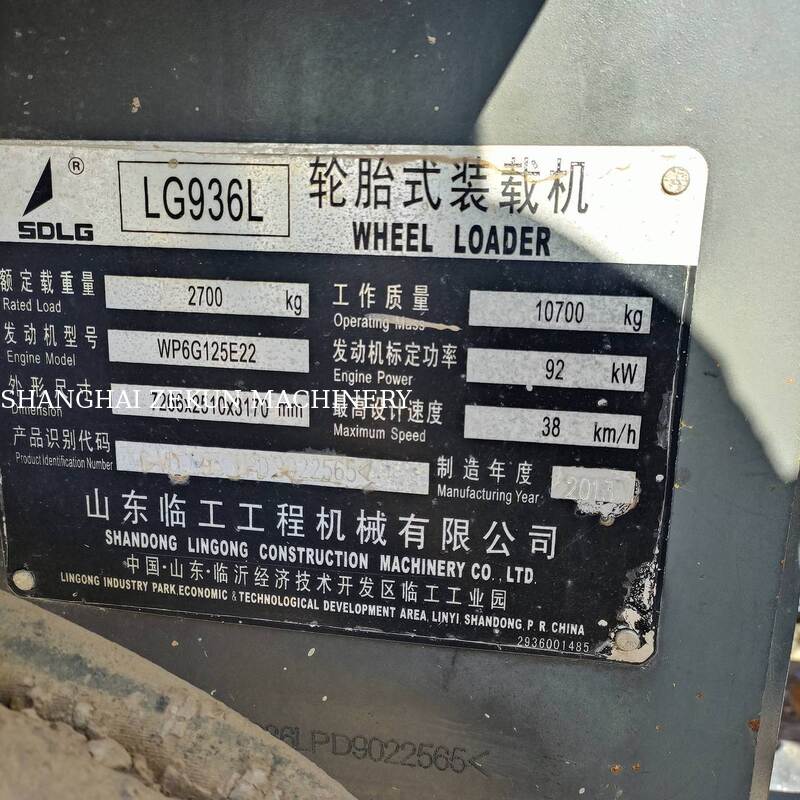 ®
SDLG
LG936L
轮胎式装载机
WHEEL LOADER
额定载重量 2700 kg
Rated Load
工作质量 10700 kg
Operating Mass
发动机型号 WP6G125E22
Engine Model
发动机标定功率 92 kW
Engine Power
外形尺寸 mm
Dimension
SHANGHAI MACHINERY
最高设计速度 38 km/h
Maximum Speed
产品识别代码
Product Identification Number
制造年度
Manufacturing Year
山东临工工程机械有限公司
SHANDONG LINGONG CONSTRUCTION MACHINERY CO., LTD.
中国·山东·临沂经济技术开发区临工工业园
LINGONG INDUSTRY PARK, ECONOMIC & TECHNOLOGICAL DEVELOPMENT AREA, LINYI, SHANDONG, P. R. CHINA
2936001485
36LPD9022565<